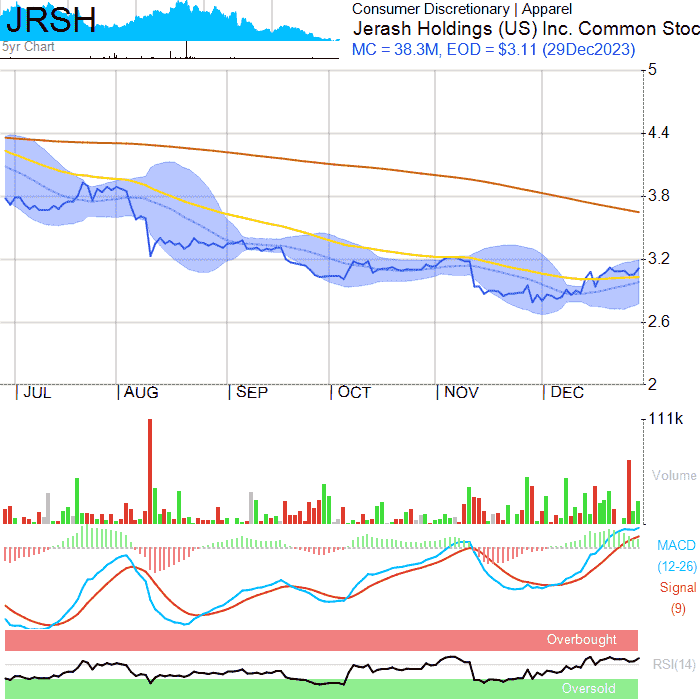 JRSH
Consumer Discretionary | Apparel
Jerash Holdings (US) Inc. Common Stoc
5yr Chart
MC = 38.3M, EOD = $3.11 (29Dec2023)
5
4.4
3.8
3.2
2.6
2
JUL AUG SEP OCT NOV DEC
111k
Volume
MACD
(12-26)
Signal
(9)
Overbought
RSI(14)
Oversold